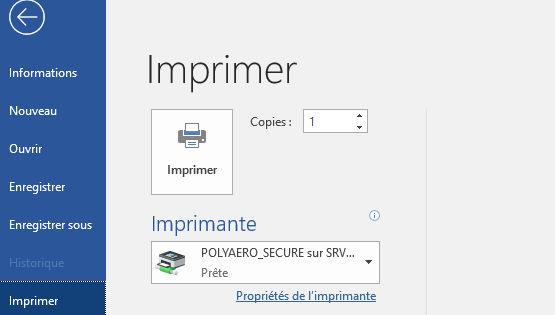 Informations
Nouveau
Ouvrir
Enregistrer
Enregistrer sous
Historique
Imprimer
Imprimer
Imprimer
Copies :
1
Imprimante
POLYAERO_SECURE sur SRV...
Prête
Propriétés de l'imprimante